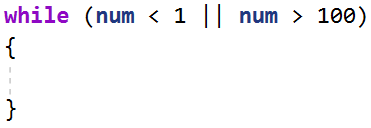 while (num < 1 || num > 100)
{
}